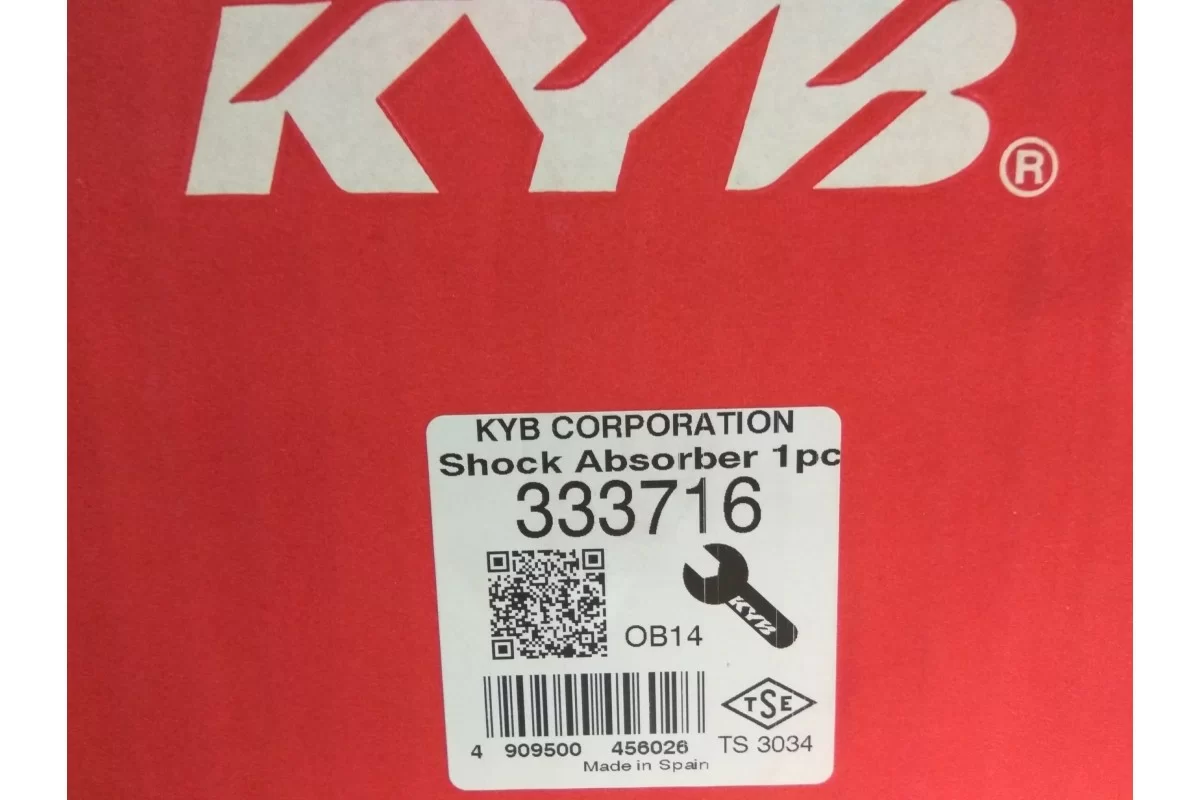 KYB®
KYB CORPORATION
Shock Absorber 1pc
333716
KYB
OB14
TSE
4 909500 456026
TS 3034
Made in Spain